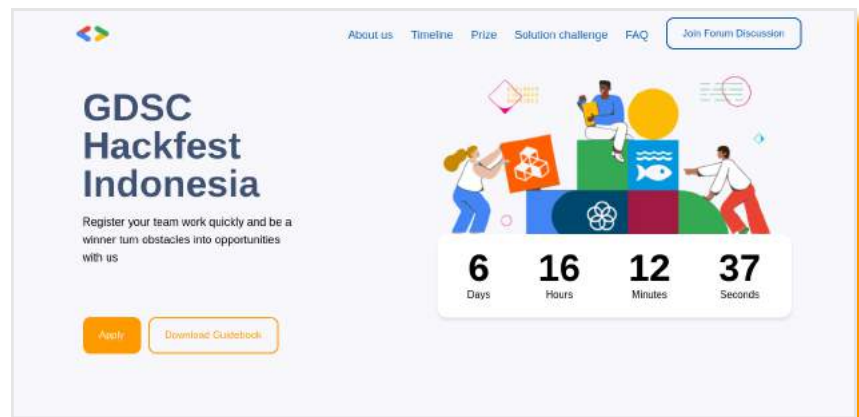 About us Timeline Prize Solution challenge FAQ Join Forum Discussion
GDSC
Hackfest
Indonesia
Register your team work quickly and be a
winner turn obstacles into opportunities
with us
6 16 12 37
Days Hours Minutes Seconds
Apply Download Guidebook